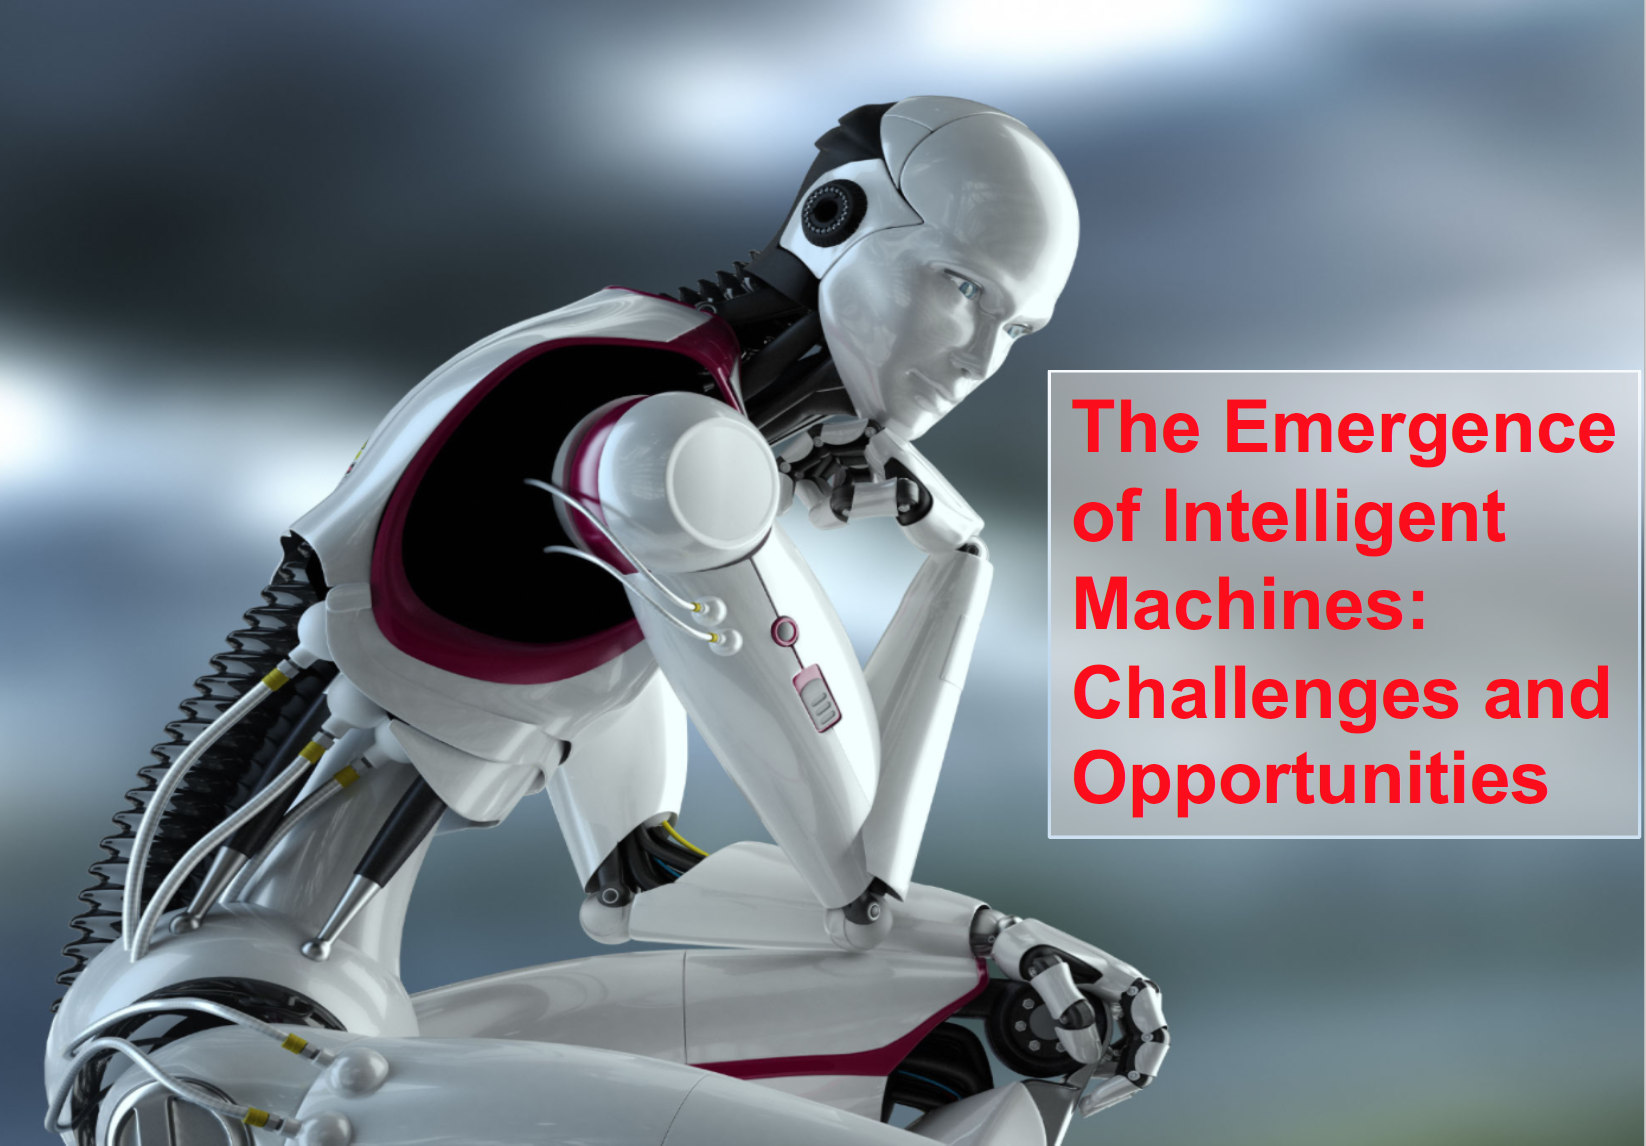 The Emergence
of Intelligent
Machines:
Challenges and
Opportunities